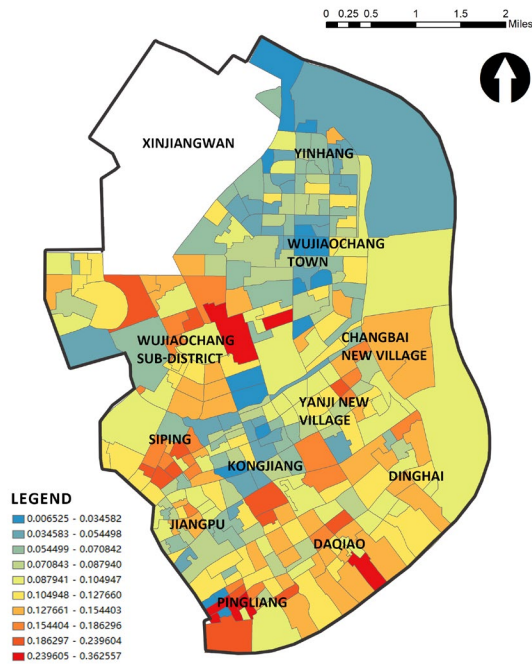 0 0.25 0.5 1 1.5 2
Miles
XINJIANGWAN
YINHANG
WUJIAOCHANG
TOWN
WUJIAOCHANG
SUB-DISTRICT
CHANGBAI
NEW VILLAGE
YANJI NEW
VILLAGE
SIPING
KONGJIANG
DINGHAI
JIANGPU
DAQIAO
PINGLIANG
LEGEND
0.006525 - 0.034582
0.034583 - 0.054498
0.054499 - 0.070842
0.070843 - 0.087940
0.087941 - 0.104947
0.104948 - 0.127660
0.127661 - 0.154403
0.154404 - 0.186296
0.186297 - 0.239604
0.239605 - 0.362557